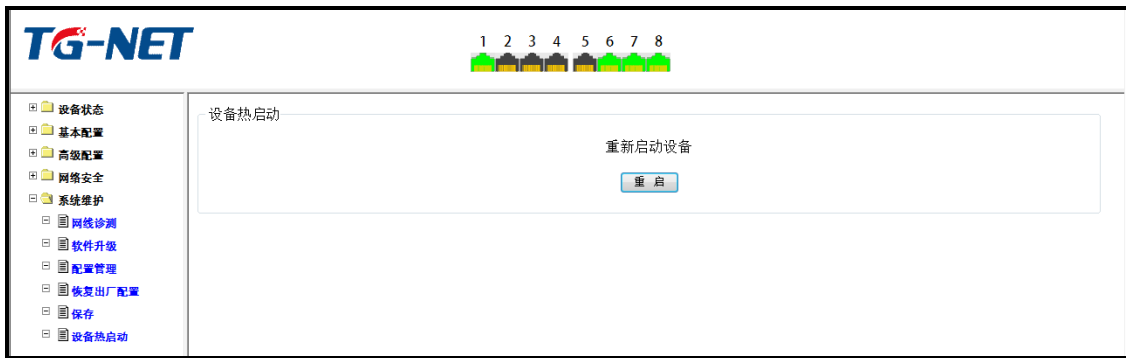 TG-NET
1 2 3 4 5 6 7 8
设备状态
基本配置
高级配置
网络安全
系统维护
网线诊测
软件升级
配置管理
恢复出厂配置
保存
设备热启动
设备热启动
重新启动设备
重 启